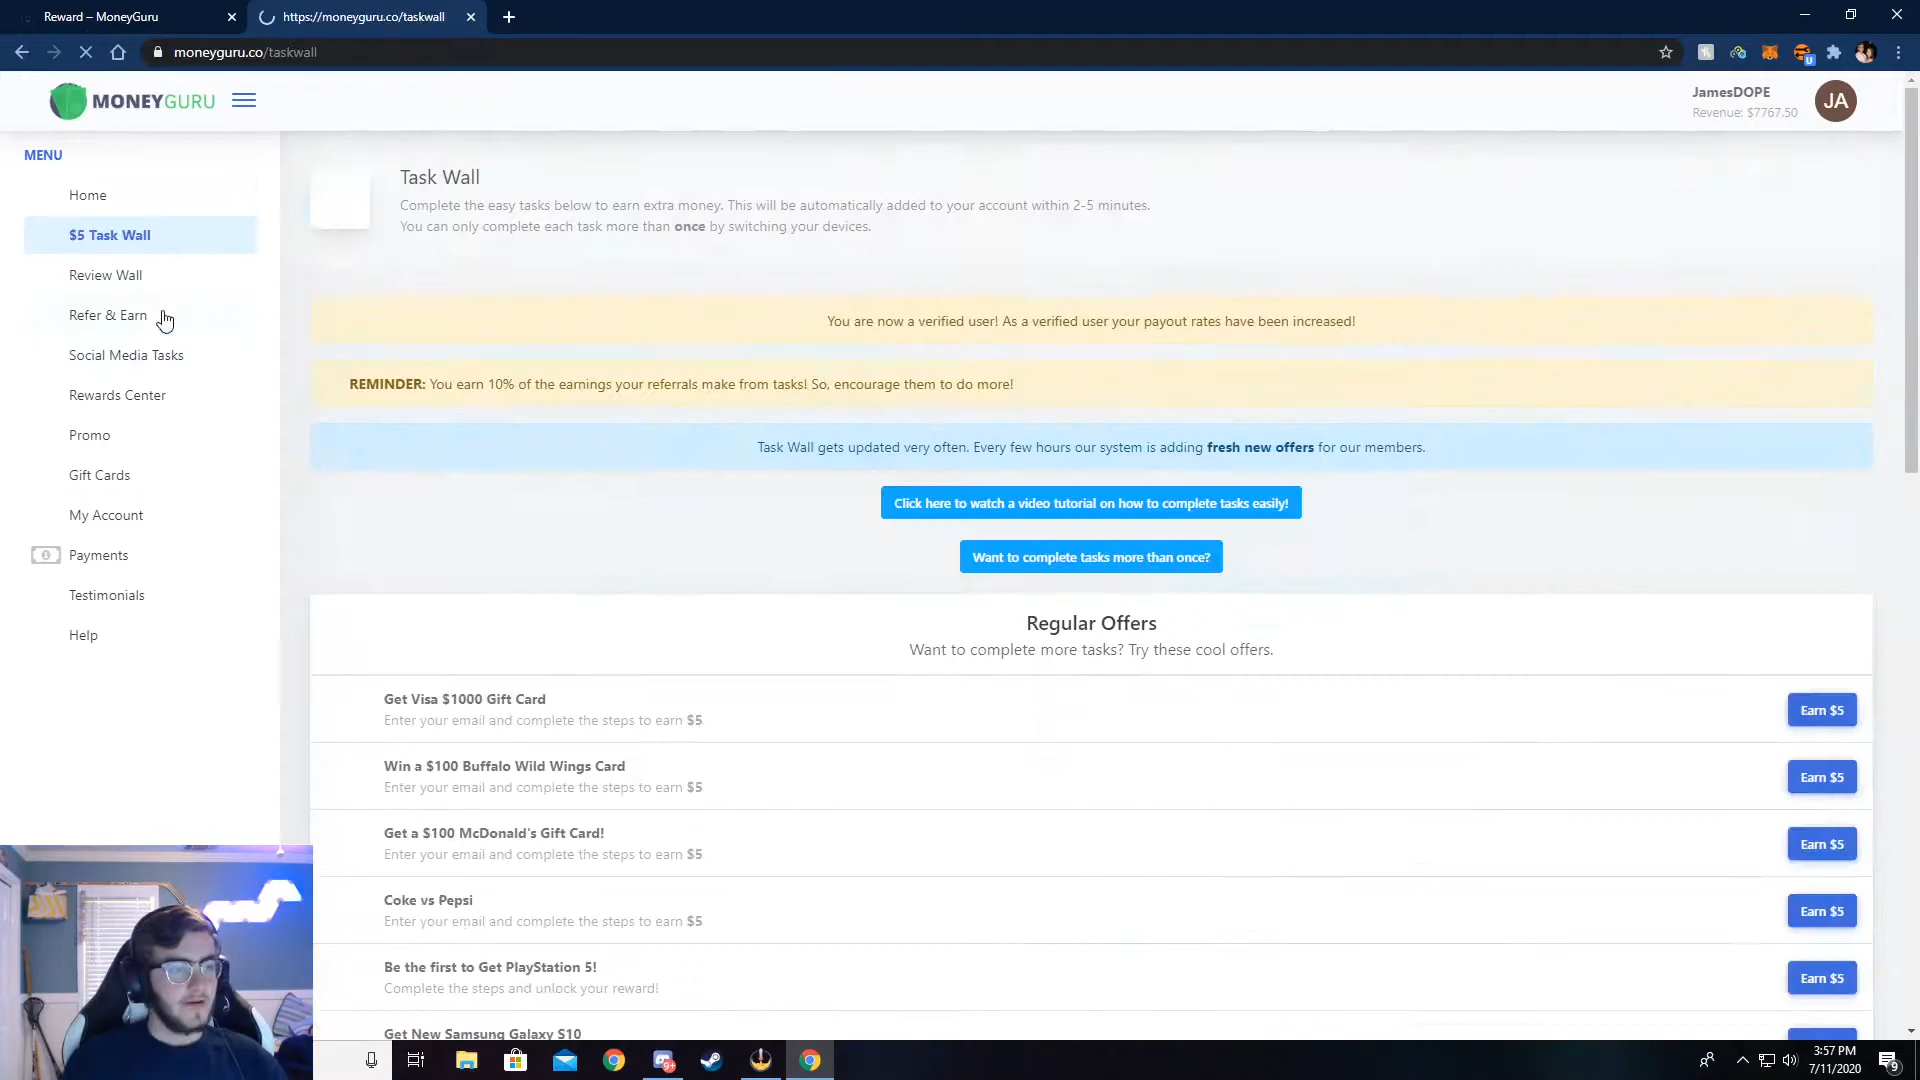 Reward – MoneyGuru
https://moneyguru.co/taskwall
moneyguru.co/taskwall
MONEYGURU
JamesDOPE
Revenue: $7767.50
JA
MENU
Home
$5 Task Wall
Review Wall
Refer & Earn
Social Media Tasks
Rewards Center
Promo
Gift Cards
My Account
Payments
Testimonials
Help
Task Wall
Complete the easy tasks below to earn extra money. This will be automatically added to your account within 2-5 minutes.
You can only complete each task more than once by switching your devices.
You are now a verified user! As a verified user your payout rates have been increased!
REMINDER: You earn 10% of the earnings your referrals make from tasks! So, encourage them to do more!
Task Wall gets updated very often. Every few hours our system is adding fresh new offers for our members.
Click here to watch a video tutorial on how to complete tasks easily!
Want to complete tasks more than once?
Regular Offers
Want to complete more tasks? Try these cool offers.
Get Visa $1000 Gift Card
Enter your email and complete the steps to earn $5
Earn $5
Win a $100 Buffalo Wild Wings Card
Enter your email and complete the steps to earn $5
Earn $5
Get a $100 McDonald's Gift Card!
Enter your email and complete the steps to earn $5
Earn $5
Coke vs Pepsi
Enter your email and complete the steps to earn $5
Earn $5
Be the first to Get PlayStation 5!
Complete the steps and unlock your reward!
Earn $5
Get New Samsung Galaxy S10
3:57 PM
7/11/2020